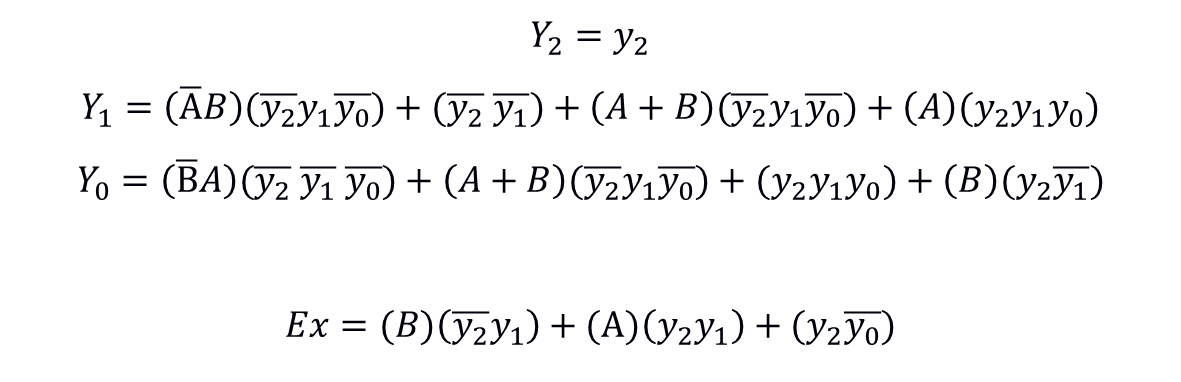 Y₂ = y₂
Y₁ = (A̅B)(y̅₂y₁y̅₀) + (y̅₂ y̅₁) + (A + B)(y̅₂y₁y̅₀) + (A)(y₂y₁y₀)
Y₀ = (B̅A)(y̅₂ y̅₁ y̅₀) + (A + B)(y̅₂y₁y̅₀) + (y₂y₁y₀) + (B)(y₂y̅₁)
Ex = (B)(y̅₂y₁) + (A)(y₂y₁) + (y₂y̅₀)